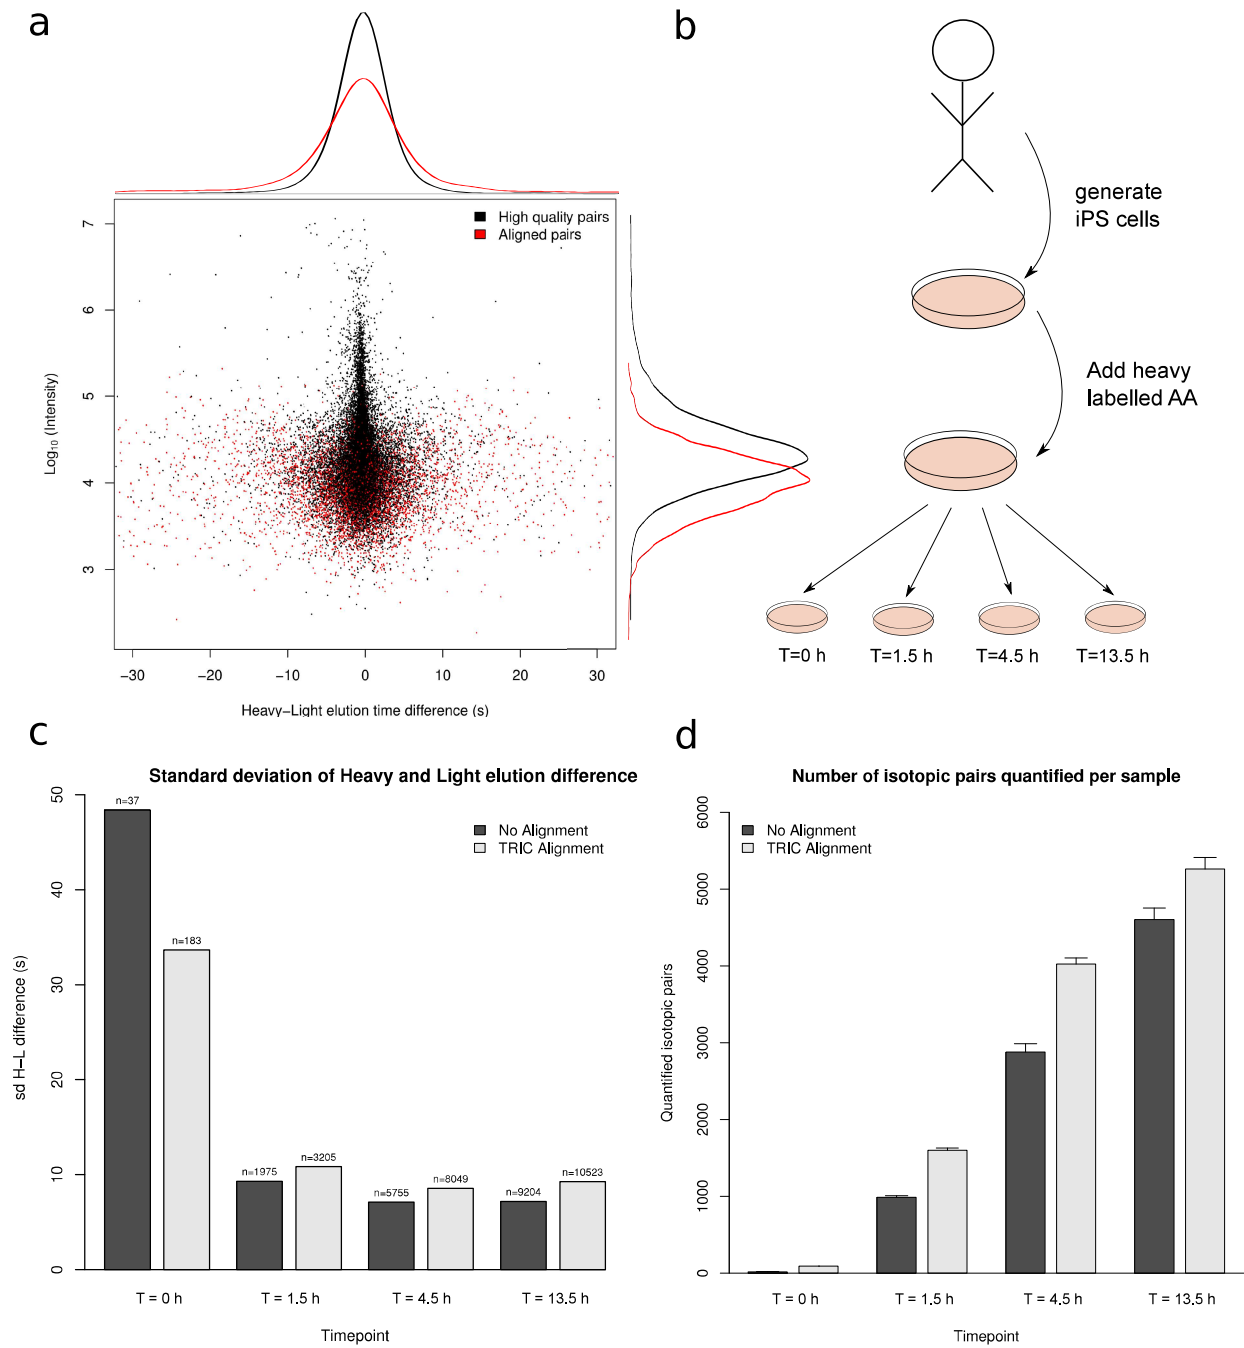 a
High quality pairs
Aligned pairs
7
6
5
4
3
Log₁₀ (Intensity)
−30
−20
−10
0
10
20
30
Heavy−Light elution time difference (s)
b
generate
iPS cells
Add heavy
labelled AA
T=0 h
T=1.5 h
T=4.5 h
T=13.5 h
c
Standard deviation of Heavy and Light elution difference
No Alignment
TRIC Alignment
50
40
30
20
10
0
sd H−L difference (s)
n=37
n=183
n=1975
n=3205
n=5755
n=8049
n=9204
n=10523
T = 0 h
T = 1.5 h
T = 4.5 h
T = 13.5 h
Timepoint
d
Number of isotopic pairs quantified per sample
No Alignment
TRIC Alignment
6000
5000
4000
3000
2000
1000
0
Quantified isotopic pairs
T = 0 h
T = 1.5 h
T = 4.5 h
T = 13.5 h
Timepoint